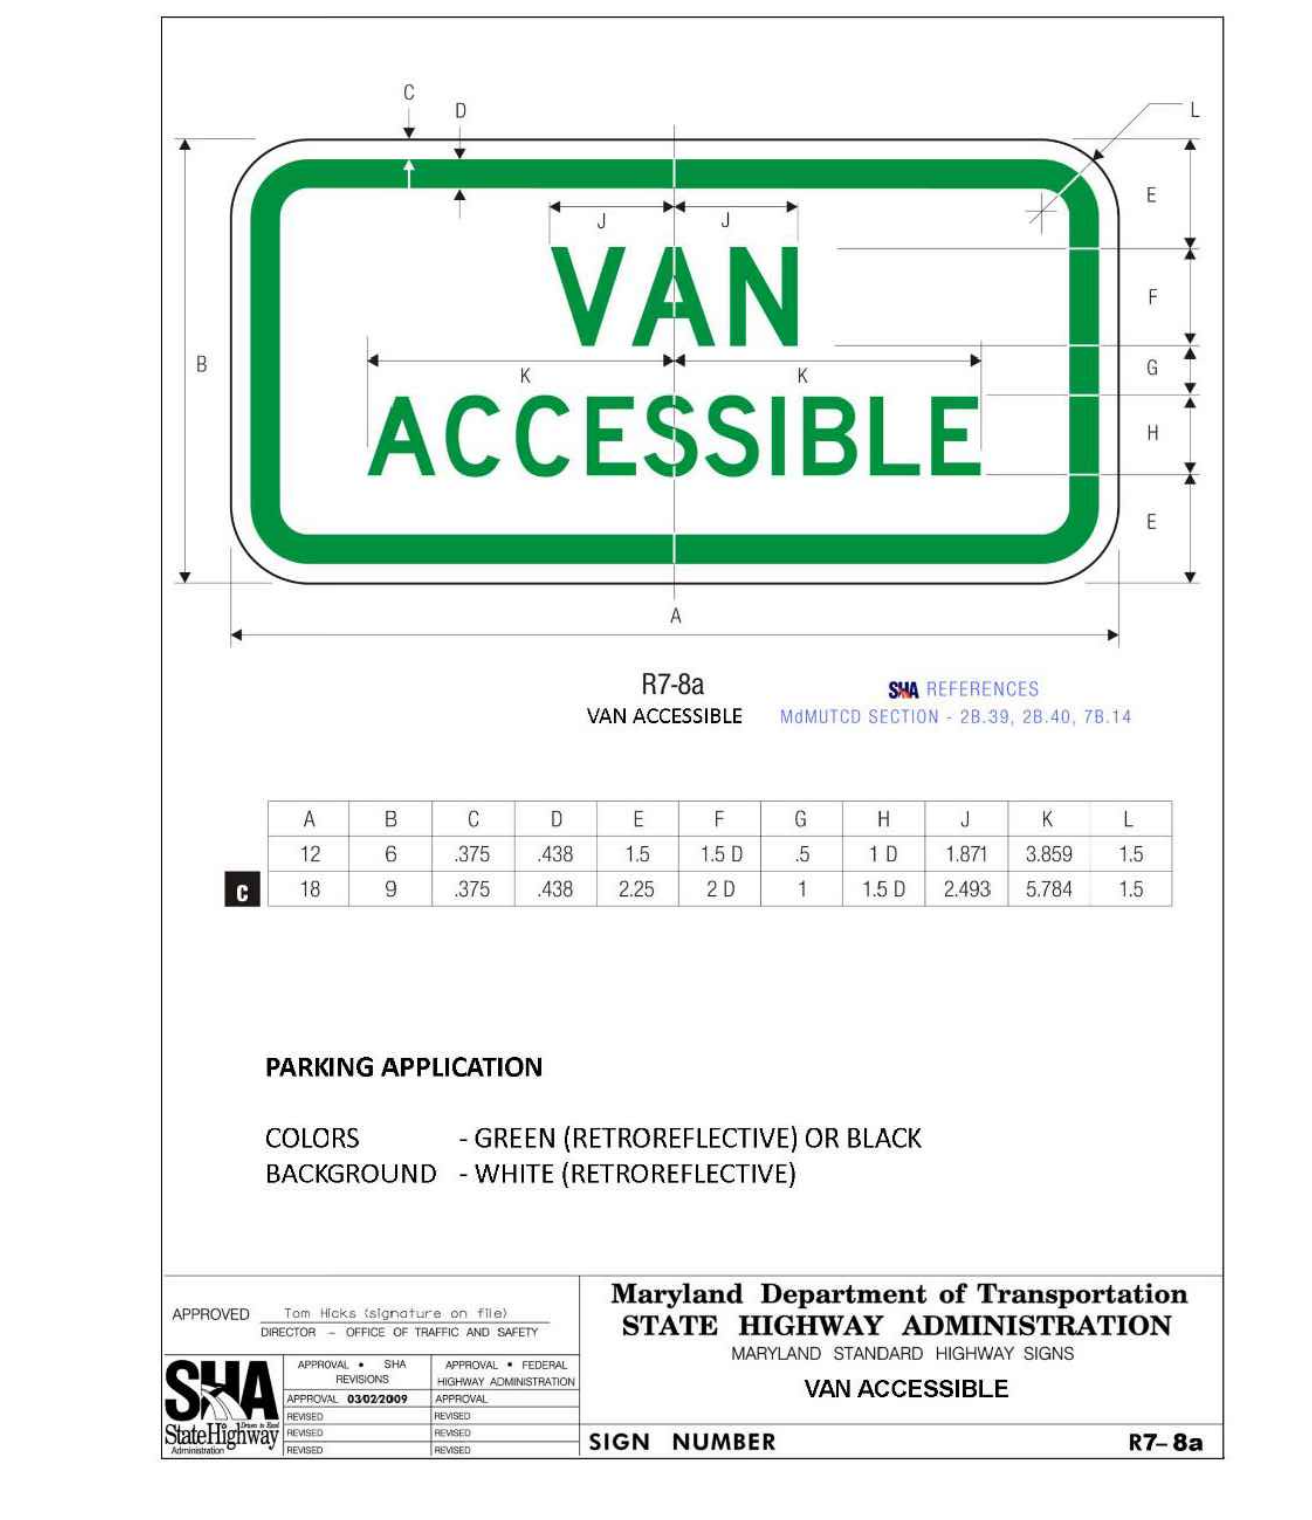 C
D
L
E
J J
VAN
F
B
G
K K
ACCESSIBLE
H
E
A
R7-8a
VAN ACCESSIBLE
SHA REFERENCES
MdMUTCD SECTION - 2B.39, 2B.40, 7B.14
A B C D E F G H J K L
12 6 .375 .438 1.5 1.5 D .5 1 D 1.871 3.859 1.5
C 18 9 .375 .438 2.25 2 D 1 1.5 D 2.493 5.784 1.5
PARKING APPLICATION
COLORS - GREEN (RETROREFLECTIVE) OR BLACK
BACKGROUND - WHITE (RETROREFLECTIVE)
APPROVED Tom Hicks (signature on file)
DIRECTOR - OFFICE OF TRAFFIC AND SAFETY
SHA
StateHighway
Administration
APPROVAL • SHA
REVISIONS
APPROVAL 03/02/2009
REVISED
REVISED
REVISED
APPROVAL • FEDERAL
HIGHWAY ADMINISTRATION
APPROVAL
REVISED
REVISED
REVISED
Maryland Department of Transportation
STATE HIGHWAY ADMINISTRATION
MARYLAND STANDARD HIGHWAY SIGNS
VAN ACCESSIBLE
SIGN NUMBER R7-8a